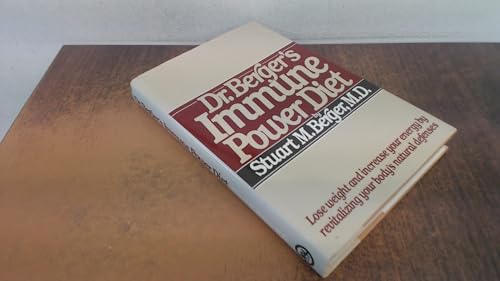 Dr. Berger's
Immune
Power Diet
by
Stuart M. Berger, M.D.
Lose weight and increase your energy by
revitalizing your body's natural defenses